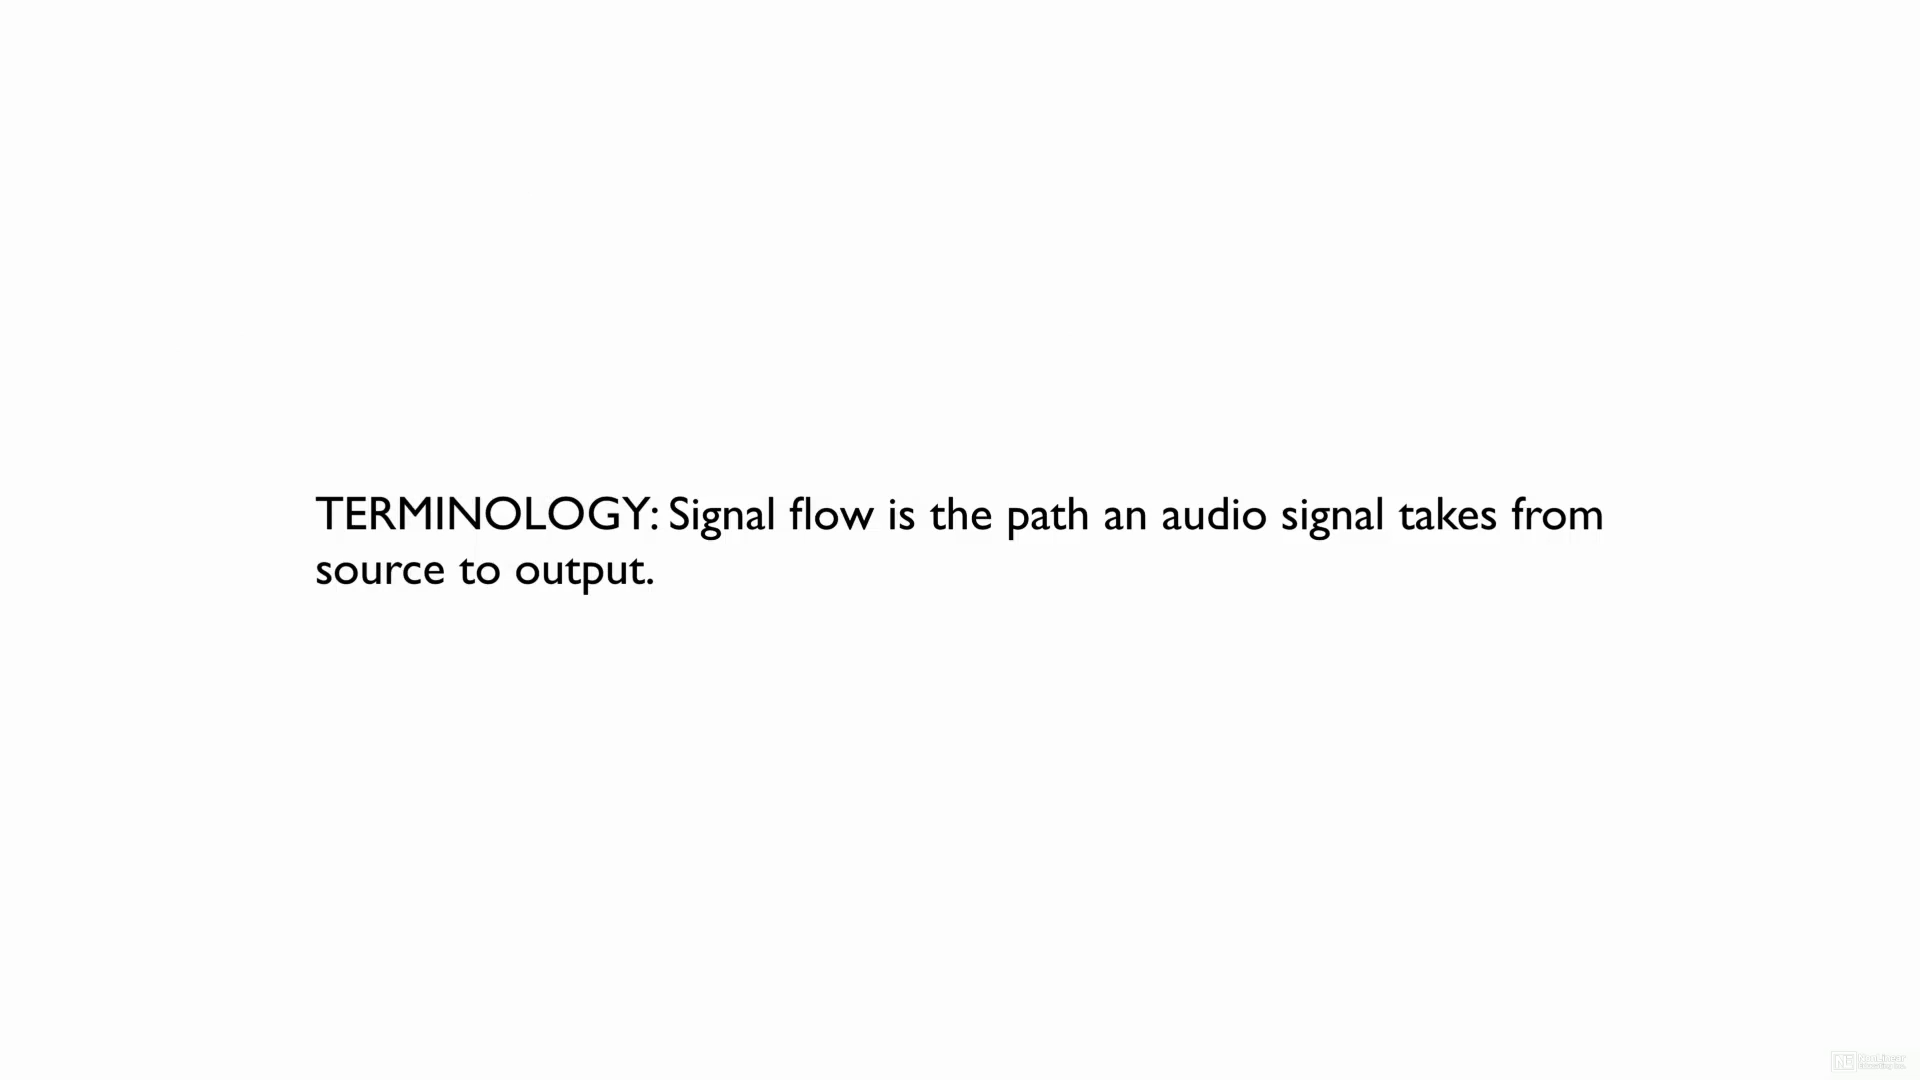 TERMINOLOGY: Signal flow is the path an audio signal takes from
source to output.